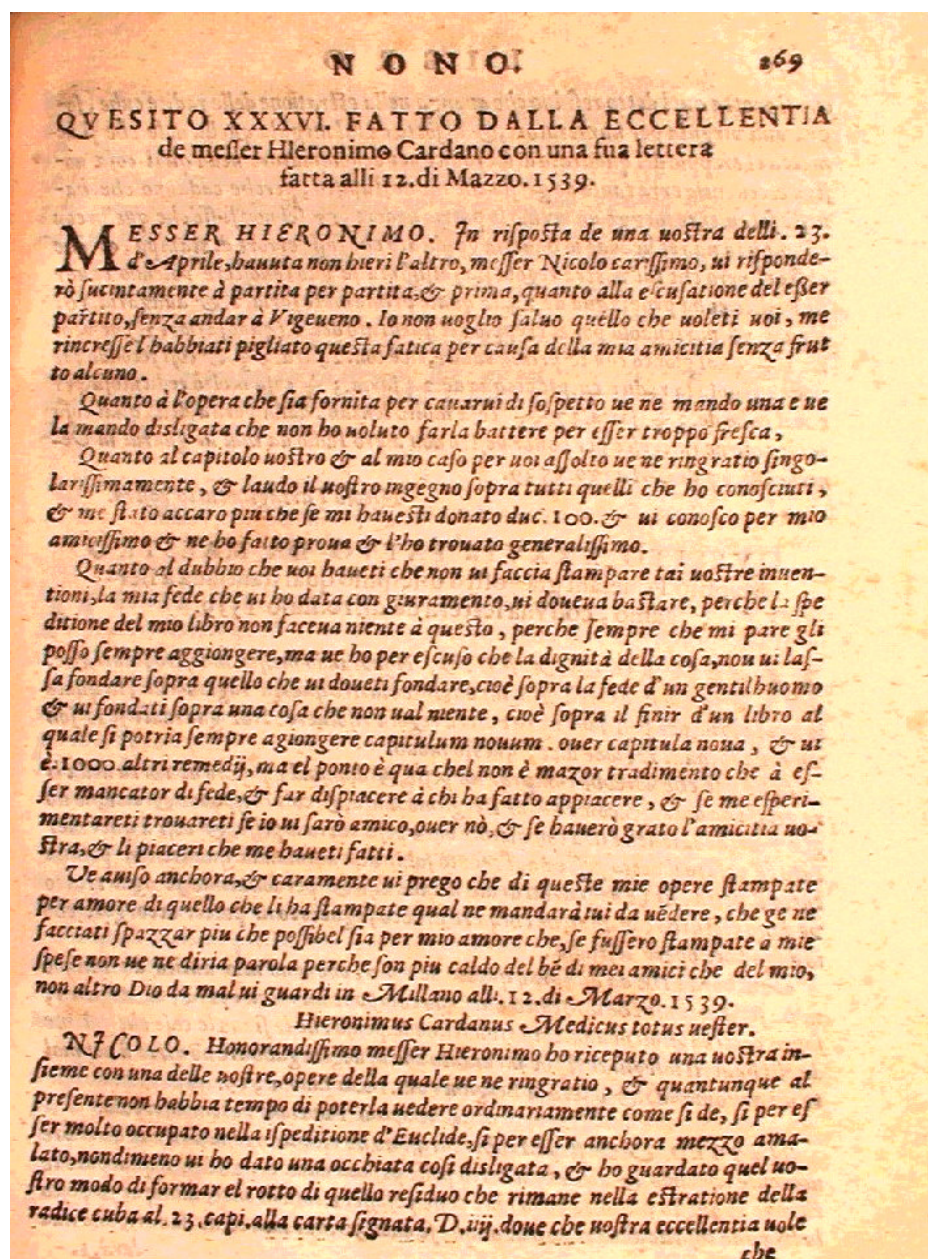 NONO. 269
QVESITO XXXVI. FATTO DALLA ECCELLENTIA
de meſſer HIeronimo Cardano con una ſua lettera
fatta alli 12. di Mazzo. 1539.
MESSER HIERONIMO. In riſpoſta de una uoſtra delli. 23.
d'Aprile, hauuta non hieri l'altro, meſſer Nicolo cariſſimo, ui riſponde-
rò ſucintamente à partita per partita, & prima, quanto alla eſcuſatione del eßer
partito, ſenza andar à Vigeueno. Io non uoglio ſaluo quello che uoleti uoi, me
rincreſſe l'habbiati pigliato queſta fatica per cauſa della mia amicitia ſenza frut
to alcuno.
Quanto à l'opera che ſia fornita per cauarui di ſoſpetto ue ne mando una e ue
la mando disligata che non ho uoluto farla battere per eſſer troppo freſca,
Quanto al capitolo uoſtro & al mio caſo per uoi aſſolto ue ne ringratio ſingo-
lariſſimamente, & laudo il uoſtro ingegno ſopra tutti quelli che ho conoſciuti,
& me ſtato accaro piu che ſe mi haueſti donato duc. 100. & ui conoſco per mio
amiciſſimo & ne ho fatto proua & l'ho trouato generaliſſimo.
Quanto al dubbio che uoi haueti che non ui faccia ſtampare tai uoſtre inuen-
tioni, la mia fede che ui ho data con giuramento, ui doueua baſtare, perche la ſpe
ditione del mio libro non faceua niente à queſto, perche ſempre che mi pare gli
poſſo ſempre aggiongere, ma ue ho per eſcuſo che la dignità della coſa, nou ui laſ-
ſa fondare ſopra quello che ui doueti fondare, cioè ſopra la fede d'un gentilhuomo
& ui fondati ſopra una coſa che non ual niente, cioè ſopra il finir d'un libro al
quale ſi potria ſempre agiongere capitulum nouum. ouer capitula noua, & ui
è. 1000. altri remedij, ma el ponto è qua chel non è mazor tradimento che à eſ-
ſer mancator di fede, & far diſpiacere à chi ha fatto appiacere, & ſe me eſperi-
mentareti trouareti ſe io ui ſarò amico, ouer nò, & ſe hauerò grato l'amicitia uo-
ſtra, & li piaceri che me haueti fatti.
Ve auiſo anchora, & caramente ui prego che di queſte mie opere ſtampate
per amore di quello che li ha ſtampate qual ne mandarà iui da uédere, che ge ne
facciati ſpazzar piu che poſſibel ſia per mio amore che, ſe fuſſero ſtampate a mie
ſpeſe non ue ne diria parola perche ſon piu caldo del bé di mei amici che del mio,
non altro Dio da mal ui guardi in Millano alli. 12. di Marzo. 1539.
Hieronimus Cardanus Medicus totus ueſter.
NICOLO. Honorandiſſimo meſſer Hieronimo ho riceputo una uoſtra in-
ſieme con una delle uoſtre, opere della quale ue ne ringratio, & quantunque al
preſente non habbia tempo di poterla uedere ordinariamente come ſi de, ſi per eſ
ſer molto occupato nella iſpeditione d'Euclide, ſi per eſſer anchora mezzo ama-
lato, nondimeno ui ho dato una occhiata coſi disligata, & ho guardato quel uo-
ſtro modo di formar el rotto di quello reſiduo che rimane nella eſtratione della
radice cuba al. 23. capi. alla carta ſignata. D. iiij. doue che uoſtra eccellentia uole
che